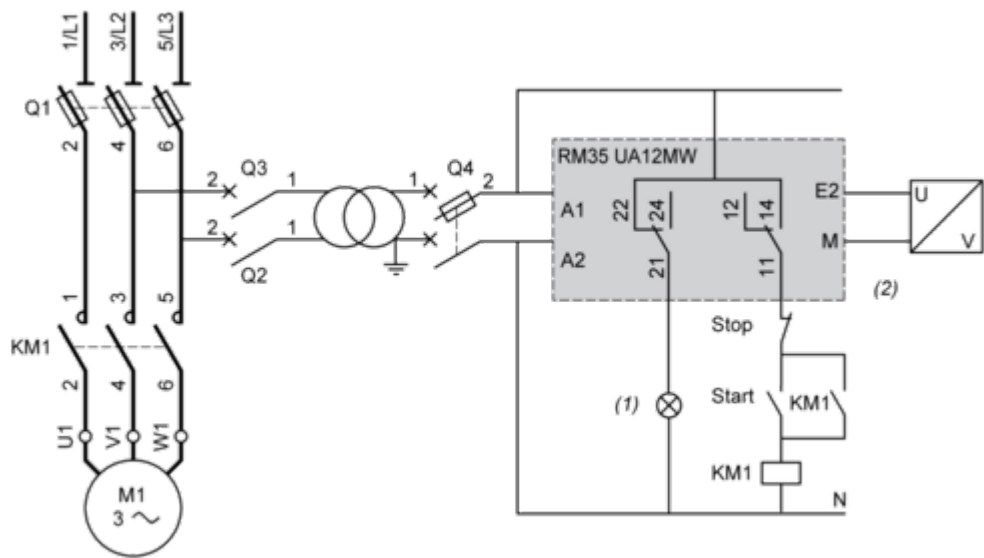 1/L1
3/L2
5/L3
Q1
2
4
6
Q3
2
1
2
1
Q2
1
Q4
2
RM35 UA12MW
A1
A2
22
24
21
12
14
11
E2
M
U
V
(2)
1
3
5
KM1
2
4
6
U1
V1
W1
M1
3
Stop
Start
KM1
(1)
KM1
N